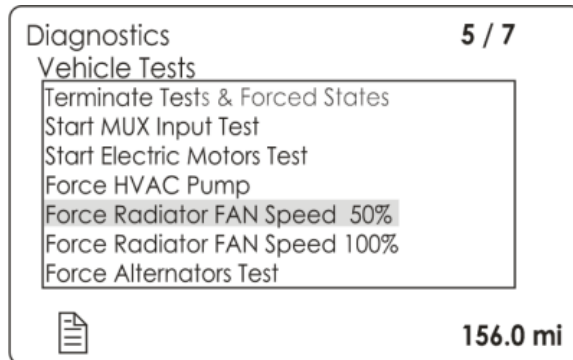 Diagnostics 5 / 7
Vehicle Tests
Terminate Tests & Forced States
Start MUX Input Test
Start Electric Motors Test
Force HVAC Pump
Force Radiator FAN Speed 50%
Force Radiator FAN Speed 100%
Force Alternators Test
156.0 mi